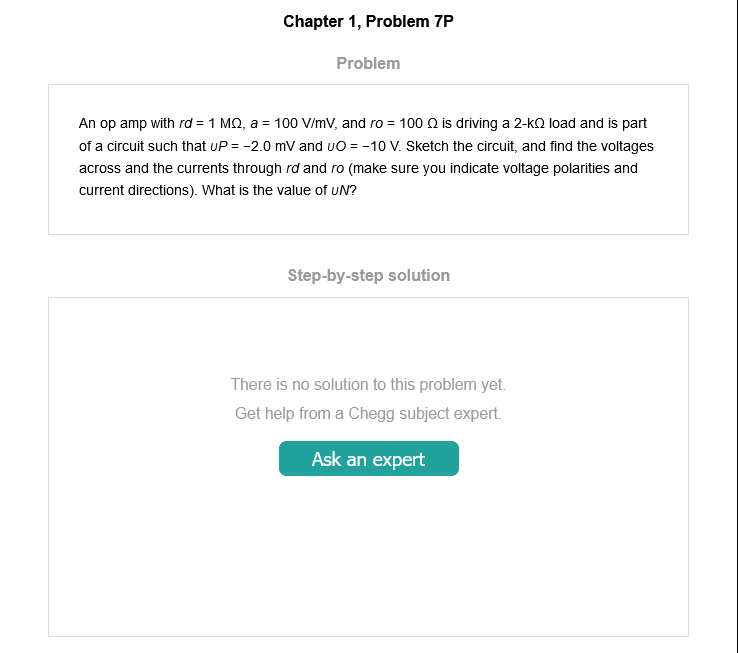 Chapter 1, Problem 7P
Problem
An op amp with rd = 1 MΩ, a = 100 V/mV, and ro = 100 Ω is driving a 2-kΩ load and is part
of a circuit such that υP = −2.0 mV and υO = −10 V. Sketch the circuit, and find the voltages
across and the currents through rd and ro (make sure you indicate voltage polarities and
current directions). What is the value of υN?
Step-by-step solution
There is no solution to this problem yet.
Get help from a Chegg subject expert.
Ask an expert